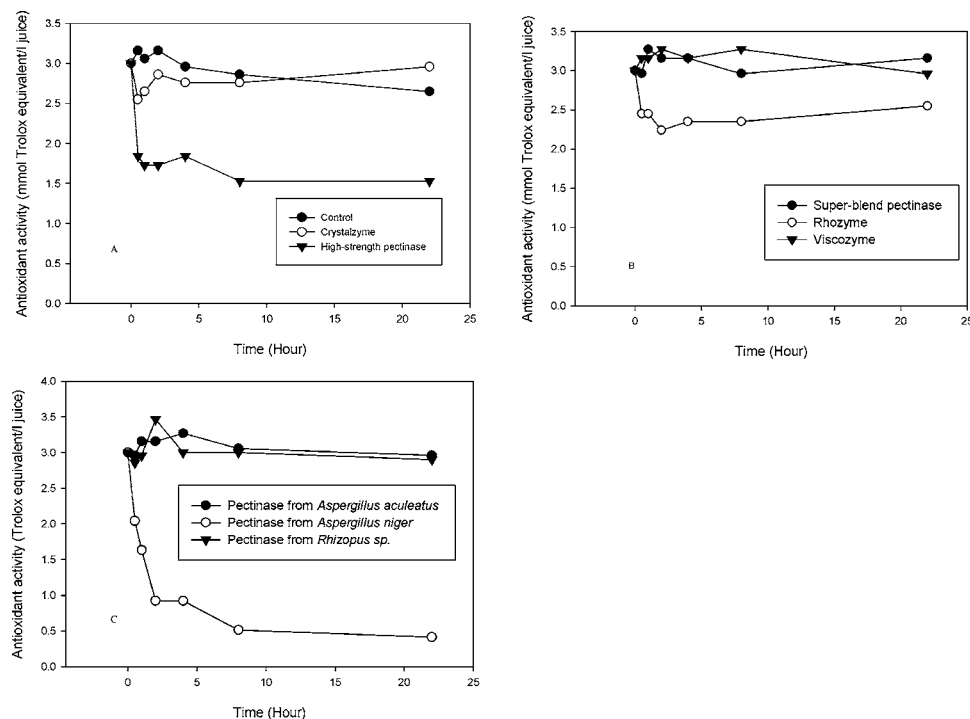 Antioxidant activity (mmol Trolox equivalent/l juice)
3.5
3.0
2.5
2.0
1.5
1.0
0.5
0.0
Control
Crystalzyme
High-strength pectinase
A
0 5 10 15 20 25
Time (Hour)
Antioxidant activity (mmol Trolox equivalent/l juice)
3.5
3.0
2.5
2.0
1.5
1.0
0.5
0.0
Super-blend pectinase
Rhozyme
Viscozyme
B
0 5 10 15 20 25
Time (Hour)
Antioxidant activity (Trolox equivalent/l juice)
4.0
3.5
3.0
2.5
2.0
1.5
1.0
0.5
0.0
Pectinase from Aspergillus aculeatus
Pectinase from Aspergillus niger
Pectinase from Rhizopus sp.
C
0 5 10 15 20 25
Time (Hour)